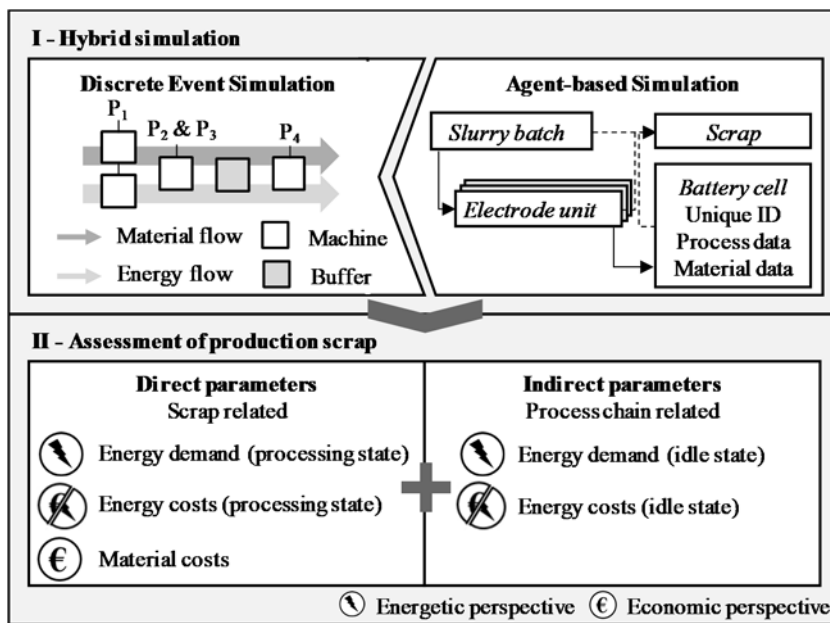 I - Hybrid simulation
Discrete Event Simulation
P1
P2 & P3
P4
Material flow
Machine
Energy flow
Buffer
Agent-based Simulation
Slurry batch
Scrap
Electrode unit
Battery cell
Unique ID
Process data
Material data
II - Assessment of production scrap
Direct parameters
Scrap related
Energy demand (processing state)
€ Energy costs (processing state)
€ Material costs
Indirect parameters
Process chain related
Energy demand (idle state)
€ Energy costs (idle state)
Energetic perspective € Economic perspective